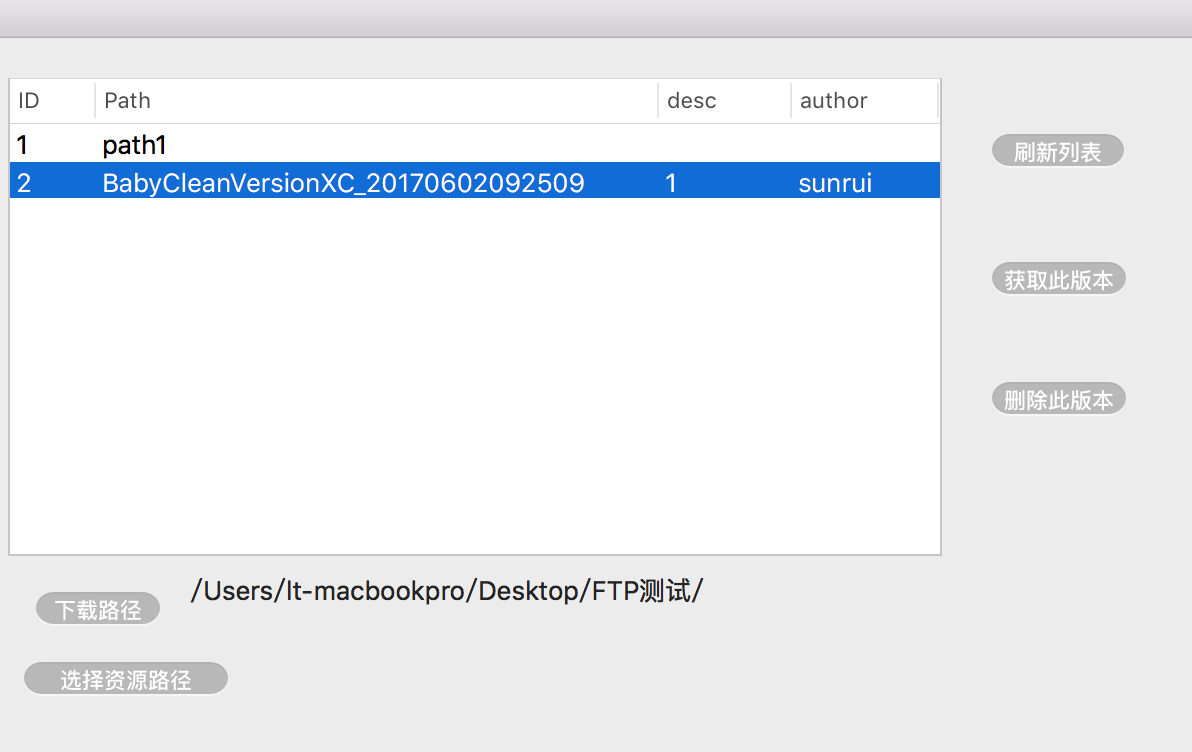 ID Path desc author
1 path1
2 BabyCleanVersionXC_20170602092509 1 sunrui
刷新列表
获取此版本
删除此版本
下载路径 /Users/lt-macbookpro/Desktop/FTP测试/
选择资源路径